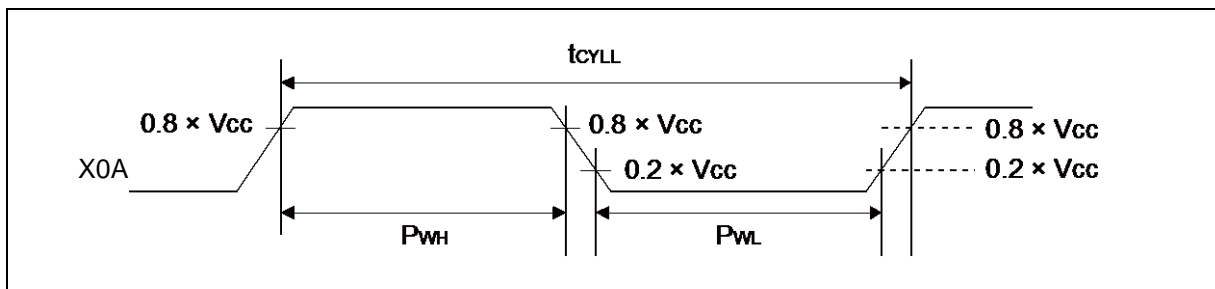 tCYLL
0.8 × VCC 0.8 × VCC 0.8 × VCC
X0A 0.2 × VCC 0.2 × VCC
PWH PWL